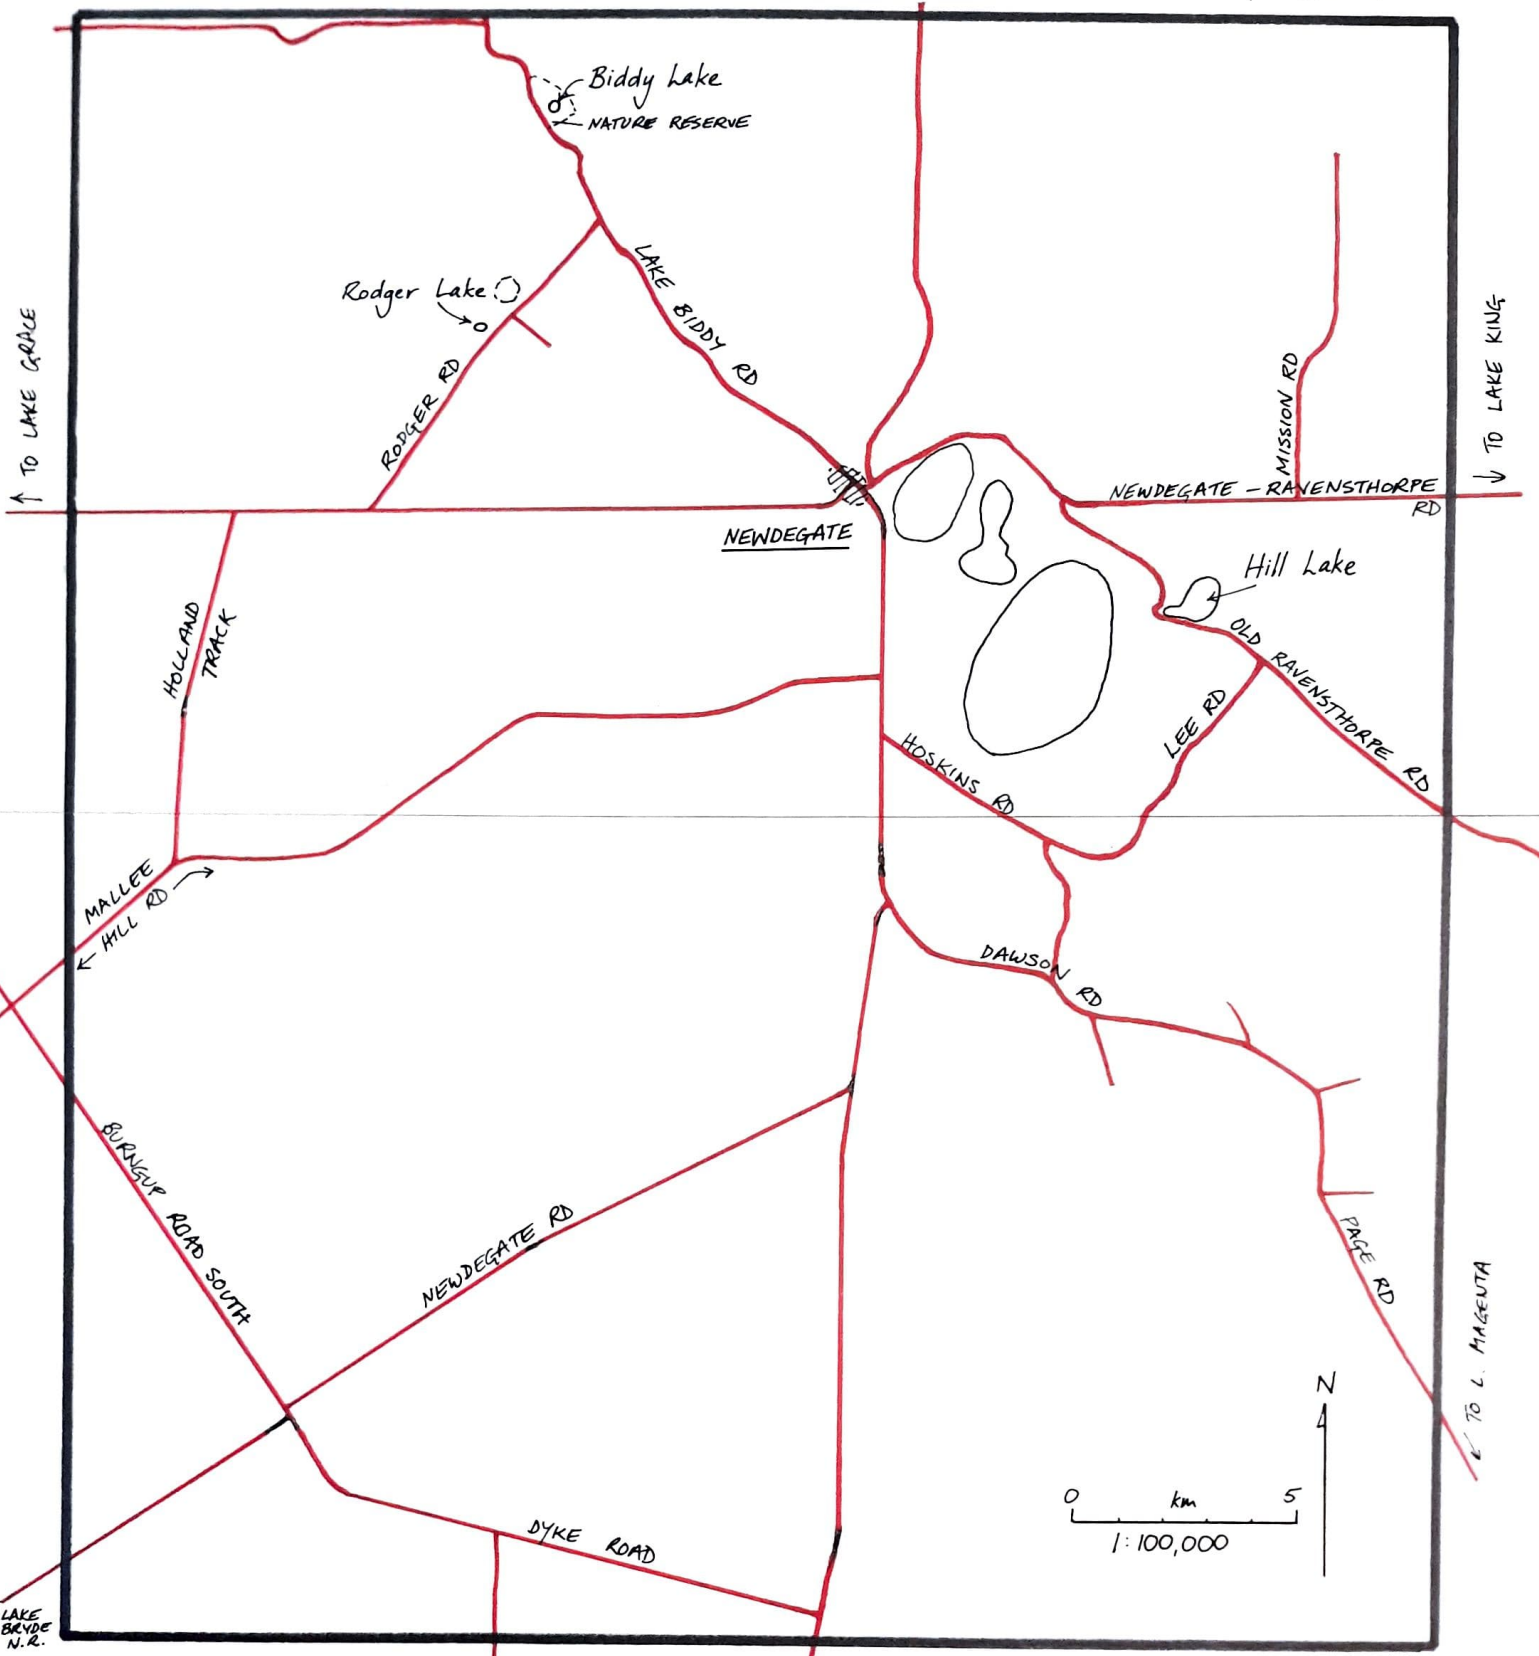 Biddy Lake
NATURE RESERVE
Rodger Lake
LAKE BIDDY RD
RODGER RD
↑ TO LAKE GRACE
↓ TO LAKE KING
MISSION RD
NEWDEGATE - RAVENSTHORPE
RD
NEWDEGATE
Hill Lake
HOLLAND
TRACK
OLD RAVENSTHORPE RD
LEE RD
HOSKINS RD
MALLEE
← HILL RD →
DAWSON RD
BURNGUP ROAD SOUTH
NEWDEGATE RD
PAGE RD
↙ TO L. MAGENTA
N
0 km 5
1:100,000
DYKE ROAD
LAKE
BRYDE
N.R.